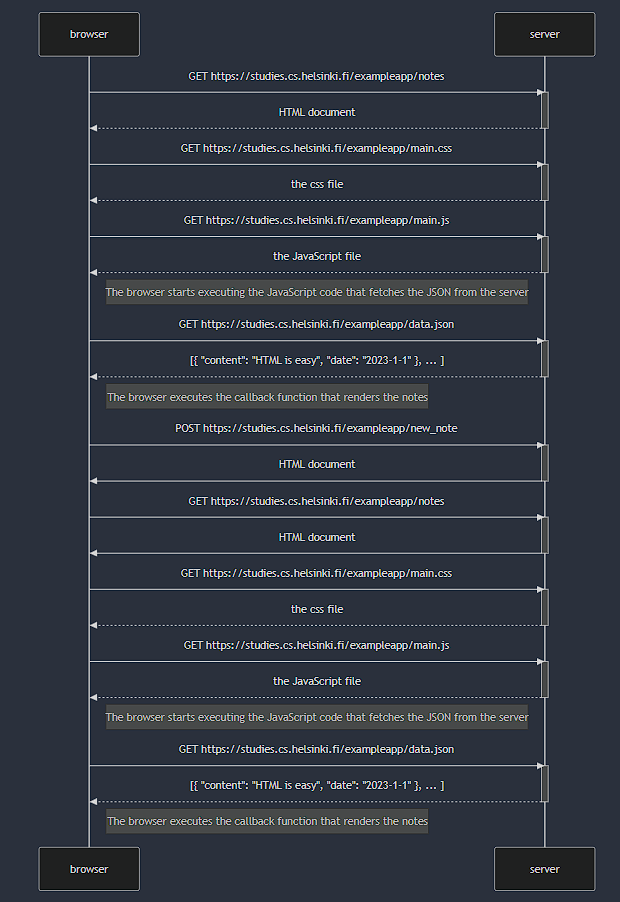 browser
server
GET https://studies.cs.helsinki.fi/exampleapp/notes
HTML document
GET https://studies.cs.helsinki.fi/exampleapp/main.css
the css file
GET https://studies.cs.helsinki.fi/exampleapp/main.js
the JavaScript file
The browser starts executing the JavaScript code that fetches the JSON from the server
GET https://studies.cs.helsinki.fi/exampleapp/data.json
[{ "content": "HTML is easy", "date": "2023-1-1" }, ... ]
The browser executes the callback function that renders the notes
POST https://studies.cs.helsinki.fi/exampleapp/new_note
HTML document
GET https://studies.cs.helsinki.fi/exampleapp/notes
HTML document
GET https://studies.cs.helsinki.fi/exampleapp/main.css
the css file
GET https://studies.cs.helsinki.fi/exampleapp/main.js
the JavaScript file
The browser starts executing the JavaScript code that fetches the JSON from the server
GET https://studies.cs.helsinki.fi/exampleapp/data.json
[{ "content": "HTML is easy", "date": "2023-1-1" }, ... ]
The browser executes the callback function that renders the notes
browser
server